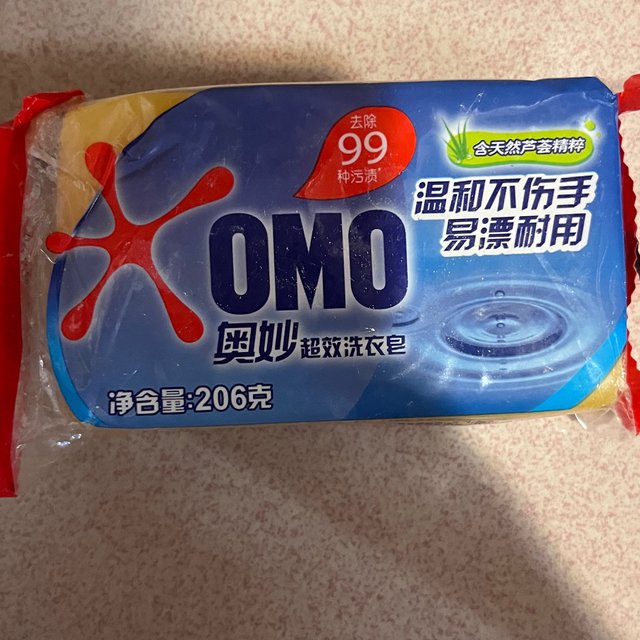 去除
99
种污渍*
含天然芦荟精粹
温和不伤手
易漂耐用
OMO
奥妙超效洗衣皂
净含量:206克